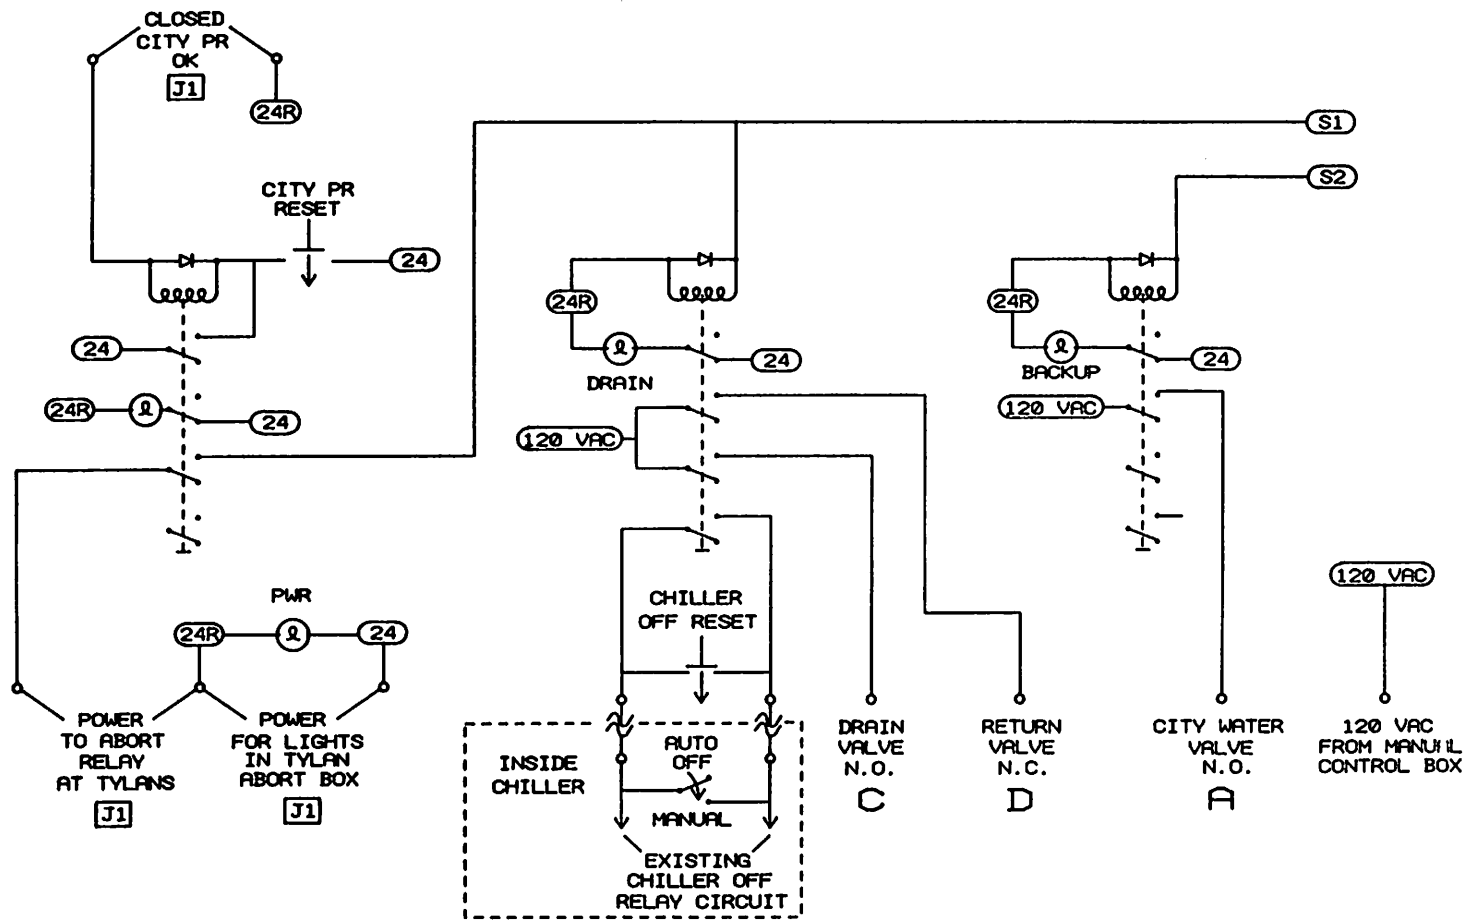 CLOSED
CITY PR
OK
J1
24R
S1
S2
CITY PR
RESET
24
24R
24R
24
24
24
DRAIN
BACKUP
24R
24
120 VAC
120 VAC
120 VAC
PWR
24R
24
CHILLER
OFF RESET
POWER
TO ABORT
RELAY
AT TYLANS
J1
POWER
FOR LIGHTS
IN TYLAN
ABORT BOX
J1
INSIDE
CHILLER
AUTO
OFF
MANUAL
EXISTING
CHILLER OFF
RELAY CIRCUIT
DRAIN
VALVE
N.O.
C
RETURN
VALVE
N.C.
D
CITY WATER
VALVE
N.O.
A
120 VAC
FROM MANUAL
CONTROL BOX
24